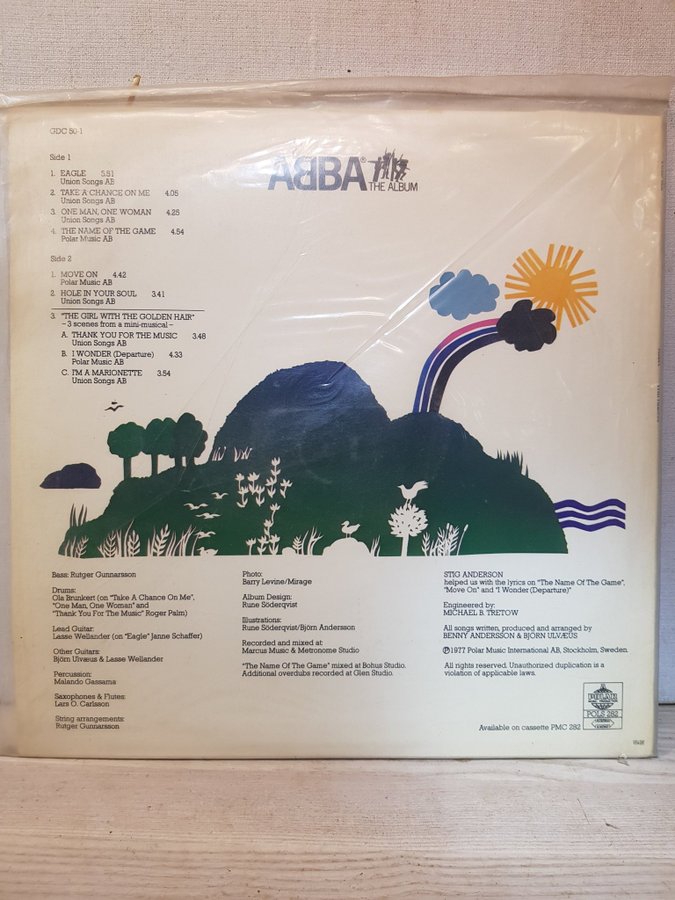 GDC 80-1
ABBA®
THE ALBUM
Side 1
1. EAGLE 5.51
Union Songs AB
2. TAKE A CHANCE ON ME 4.05
Union Songs AB
3. ONE MAN, ONE WOMAN 4.25
Union Songs AB
4. THE NAME OF THE GAME 4.54
Polar Music AB
Side 2
1. MOVE ON 4.42
Polar Music AB
2. HOLE IN YOUR SOUL 3.41
Union Songs AB
3. "THE GIRL WITH THE GOLDEN HAIR"
– 3 scenes from a mini-musical –
A. THANK YOU FOR THE MUSIC 3.48
Union Songs AB
B. I WONDER (Departure) 4.33
Polar Music AB
C. I'M A MARIONETTE 3.54
Union Songs AB
Bass: Rutger Gunnarsson
Drums:
Ola Brunkert (on "Take A Chance On Me",
"One Man, One Woman" and
"Thank You For The Music" Roger Palm)
Lead Guitar:
Lasse Wellander (on "Eagle" Janne Schaffer)
Other Guitars:
Björn Ulvæus & Lasse Wellander
Percussion:
Malando Gassama
Saxophones & Flutes:
Lars O. Carlsson
String arrangements:
Rutger Gunnarsson
Photo:
Barry Levine/Mirage
Album Design:
Rune Söderqvist
Illustrations:
Rune Söderqvist/Björn Andersson
Recorded and mixed at
Marcus Music & Metronome Studio
"The Name Of The Game" mixed at Bohus Studio.
Additional overdubs recorded at Glen Studio.
STIG ANDERSON
helped us with the lyrics on "The Name Of The Game",
"Move On" and "I Wonder (Departure)"
Engineered by:
MICHAEL B. TRETOW
All songs written, produced and arranged by
BENNY ANDERSSON & BJÖRN ULVÆUS
℗ 1977 Polar Music International AB, Stockholm, Sweden.
All rights reserved. Unauthorized duplication is a
violation of applicable laws.
Available on cassette PMC 282
POLAR
POLS 282